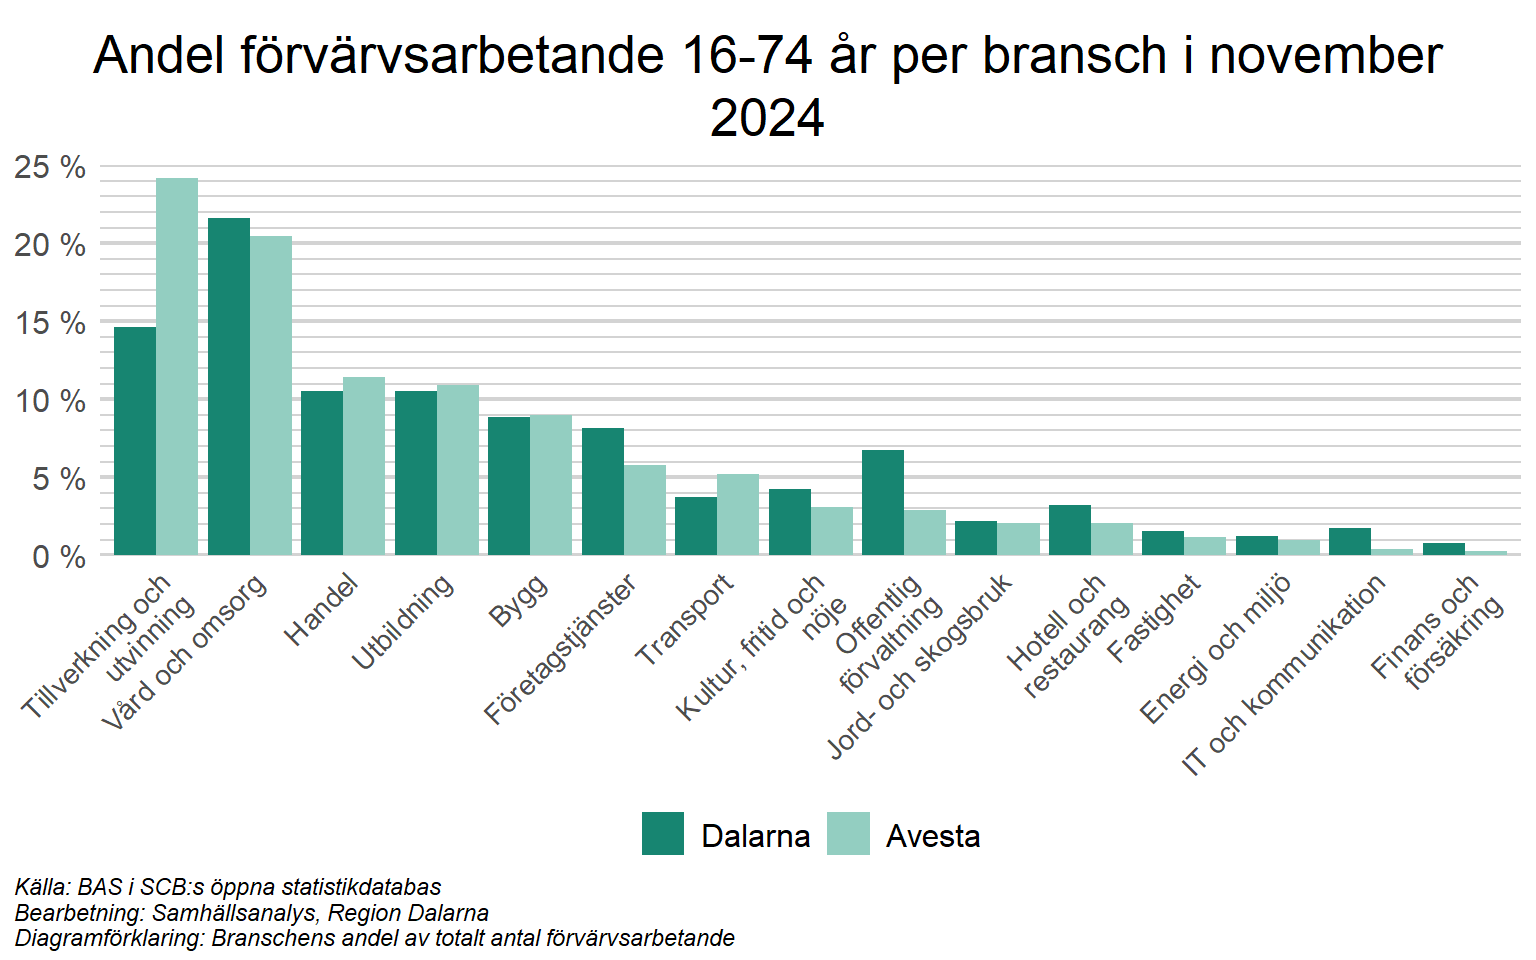 Andel förvärvsarbetande 16-74 år per bransch i november
2024
25 %
20 %
15 %
10 %
5 %
0 %
Tillverkning och
utvinning
Vård och omsorg
Handel
Utbildning
Bygg
Företagstjänster
Transport
Kultur, fritid och
nöje
Offentlig
förvaltning
Jord- och skogsbruk
Hotell och
restaurang
Fastighet
Energi och miljö
IT och kommunikation
Finans och
försäkring
Dalarna
Avesta
Källa: BAS i SCB:s öppna statistikdatabas
Bearbetning: Samhällsanalys, Region Dalarna
Diagramförklaring: Branschens andel av totalt antal förvärvsarbetande